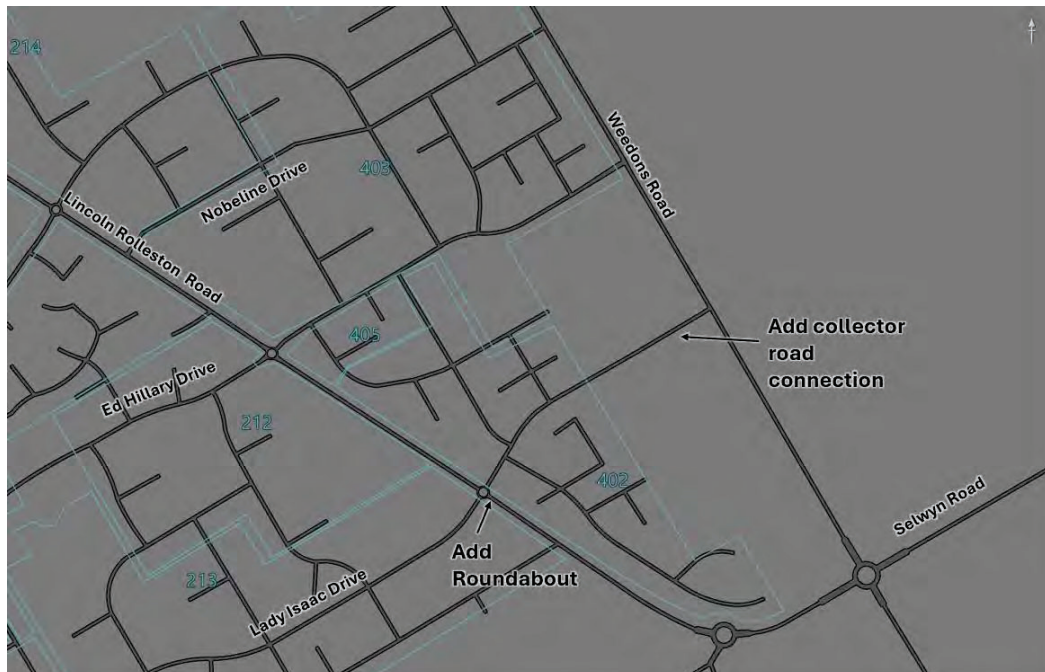 214
Weedons Road
403
Nobeline Drive
Lincoln Rolleston Road
Add collector
road
connection
405
Ed Hillary Drive
212
402
Selwyn Road
Add
Roundabout
213
Lady Isaac Drive